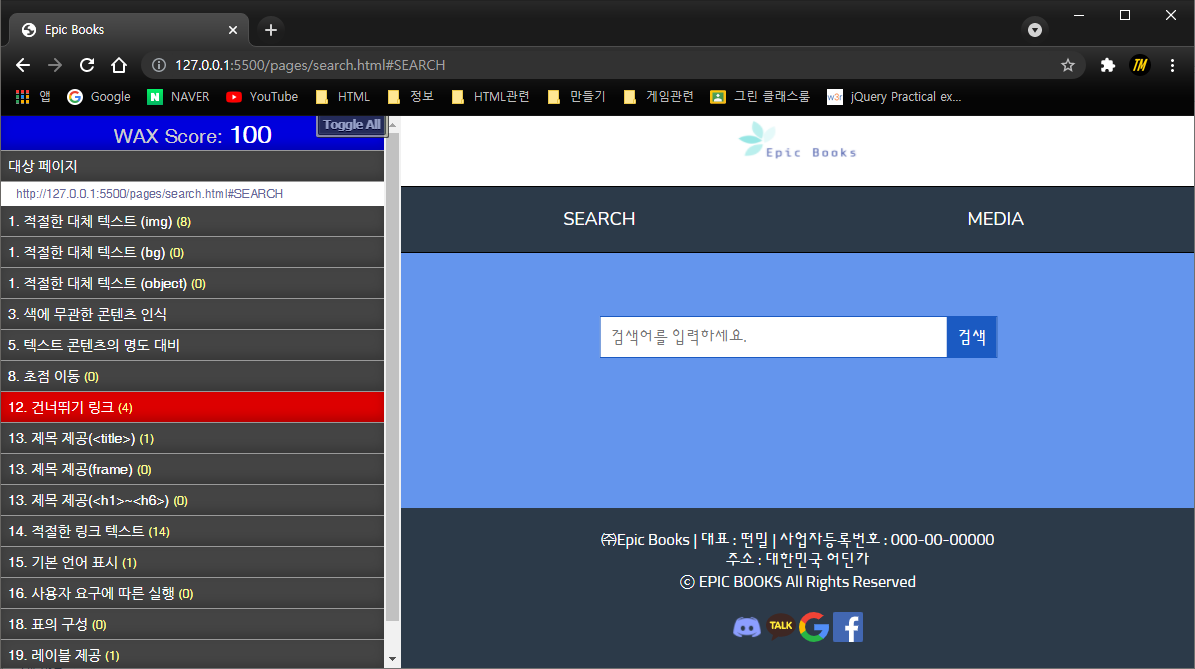 Epic Books
127.0.0.1:5500/pages/search.html#SEARCH
앱 Google NAVER YouTube HTML 정보 HTML관련 만들기 게임관련 그린 클래스룸 jQuery Practical ex...
WAX Score: 100
Toggle All
대상 페이지
http://127.0.0.1:5500/pages/search.html#SEARCH
1. 적절한 대체 텍스트 (img) (8)
1. 적절한 대체 텍스트 (bg) (0)
1. 적절한 대체 텍스트 (object) (0)
3. 색에 무관한 콘텐츠 인식
5. 텍스트 콘텐츠의 명도 대비
8. 초점 이동 (0)
12. 건너뛰기 링크 (4)
13. 제목 제공(<title>) (1)
13. 제목 제공(frame) (0)
13. 제목 제공(<h1>~<h6>) (0)
14. 적절한 링크 텍스트 (14)
15. 기본 언어 표시 (1)
16. 사용자 요구에 따른 실행 (0)
18. 표의 구성 (0)
19. 레이블 제공 (1)
Epic Books
SEARCH MEDIA
검색어를 입력하세요. 검색
㈜Epic Books | 대표 : 떤밀 | 사업자등록번호 : 000-00-00000
주소 : 대한민국 어딘가
ⓒ EPIC BOOKS All Rights Reserved
TALK